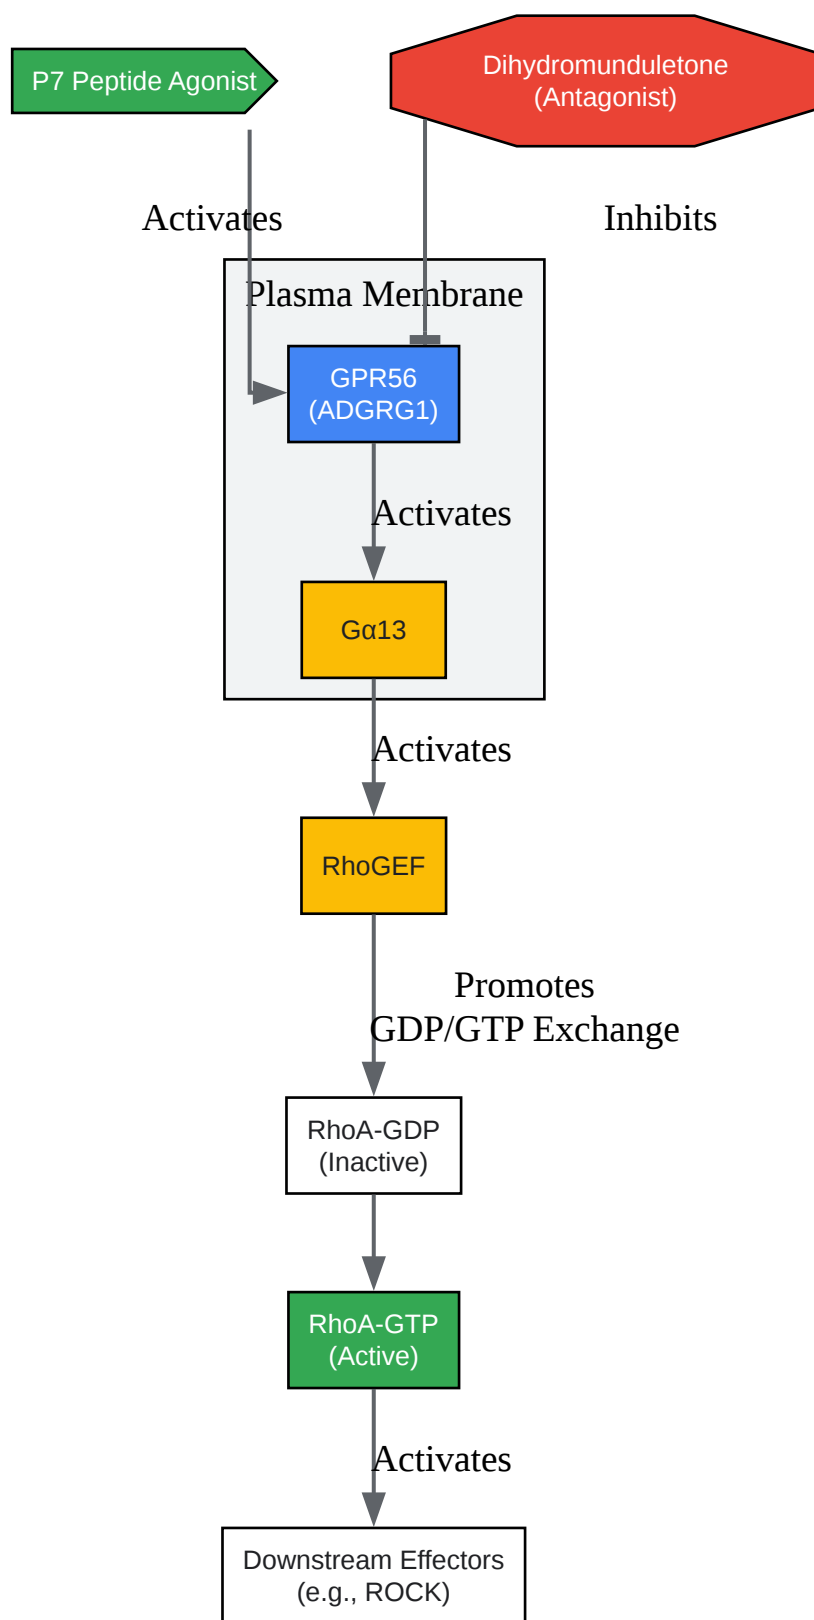 P7 Peptide Agonist
Dihydromunduletone
(Antagonist)
Activates
Inhibits
Plasma Membrane
GPR56
(ADGRG1)
Activates
Gα13
Activates
RhoGEF
Promotes
GDP/GTP Exchange
RhoA-GDP
(Inactive)
RhoA-GTP
(Active)
Activates
Downstream Effectors
(e.g., ROCK)